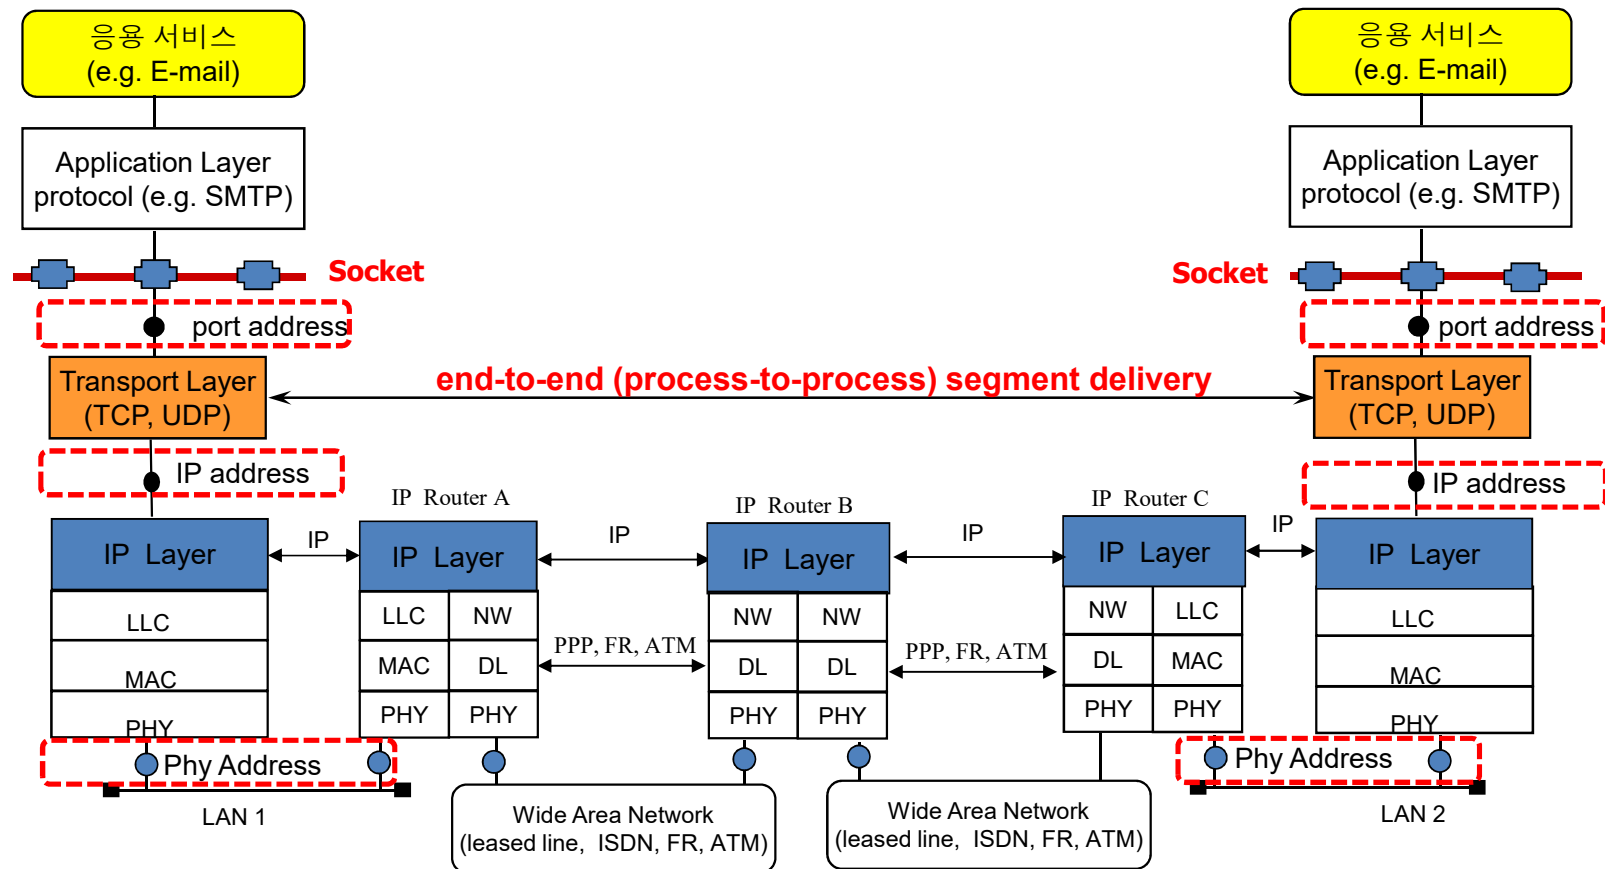 응용 서비스
(e.g. E-mail)
응용 서비스
(e.g. E-mail)
Application Layer
protocol (e.g. SMTP)
Application Layer
protocol (e.g. SMTP)
Socket
Socket
port address
port address
Transport Layer
(TCP, UDP)
end-to-end (process-to-process) segment delivery
Transport Layer
(TCP, UDP)
IP address
IP address
IP Router A
IP Router B
IP Router C
IP Layer
IP
IP Layer
IP
IP Layer
IP
IP Layer
IP
IP Layer
LLC
LLC
NW
NW
NW
NW
LLC
LLC
PPP, FR, ATM
PPP, FR, ATM
MAC
MAC
DL
DL
DL
DL
MAC
MAC
PHY
PHY
PHY
PHY
PHY
PHY
PHY
PHY
Phy Address
Phy Address
LAN 1
Wide Area Network
(leased line, ISDN, FR, ATM)
Wide Area Network
(leased line, ISDN, FR, ATM)
LAN 2